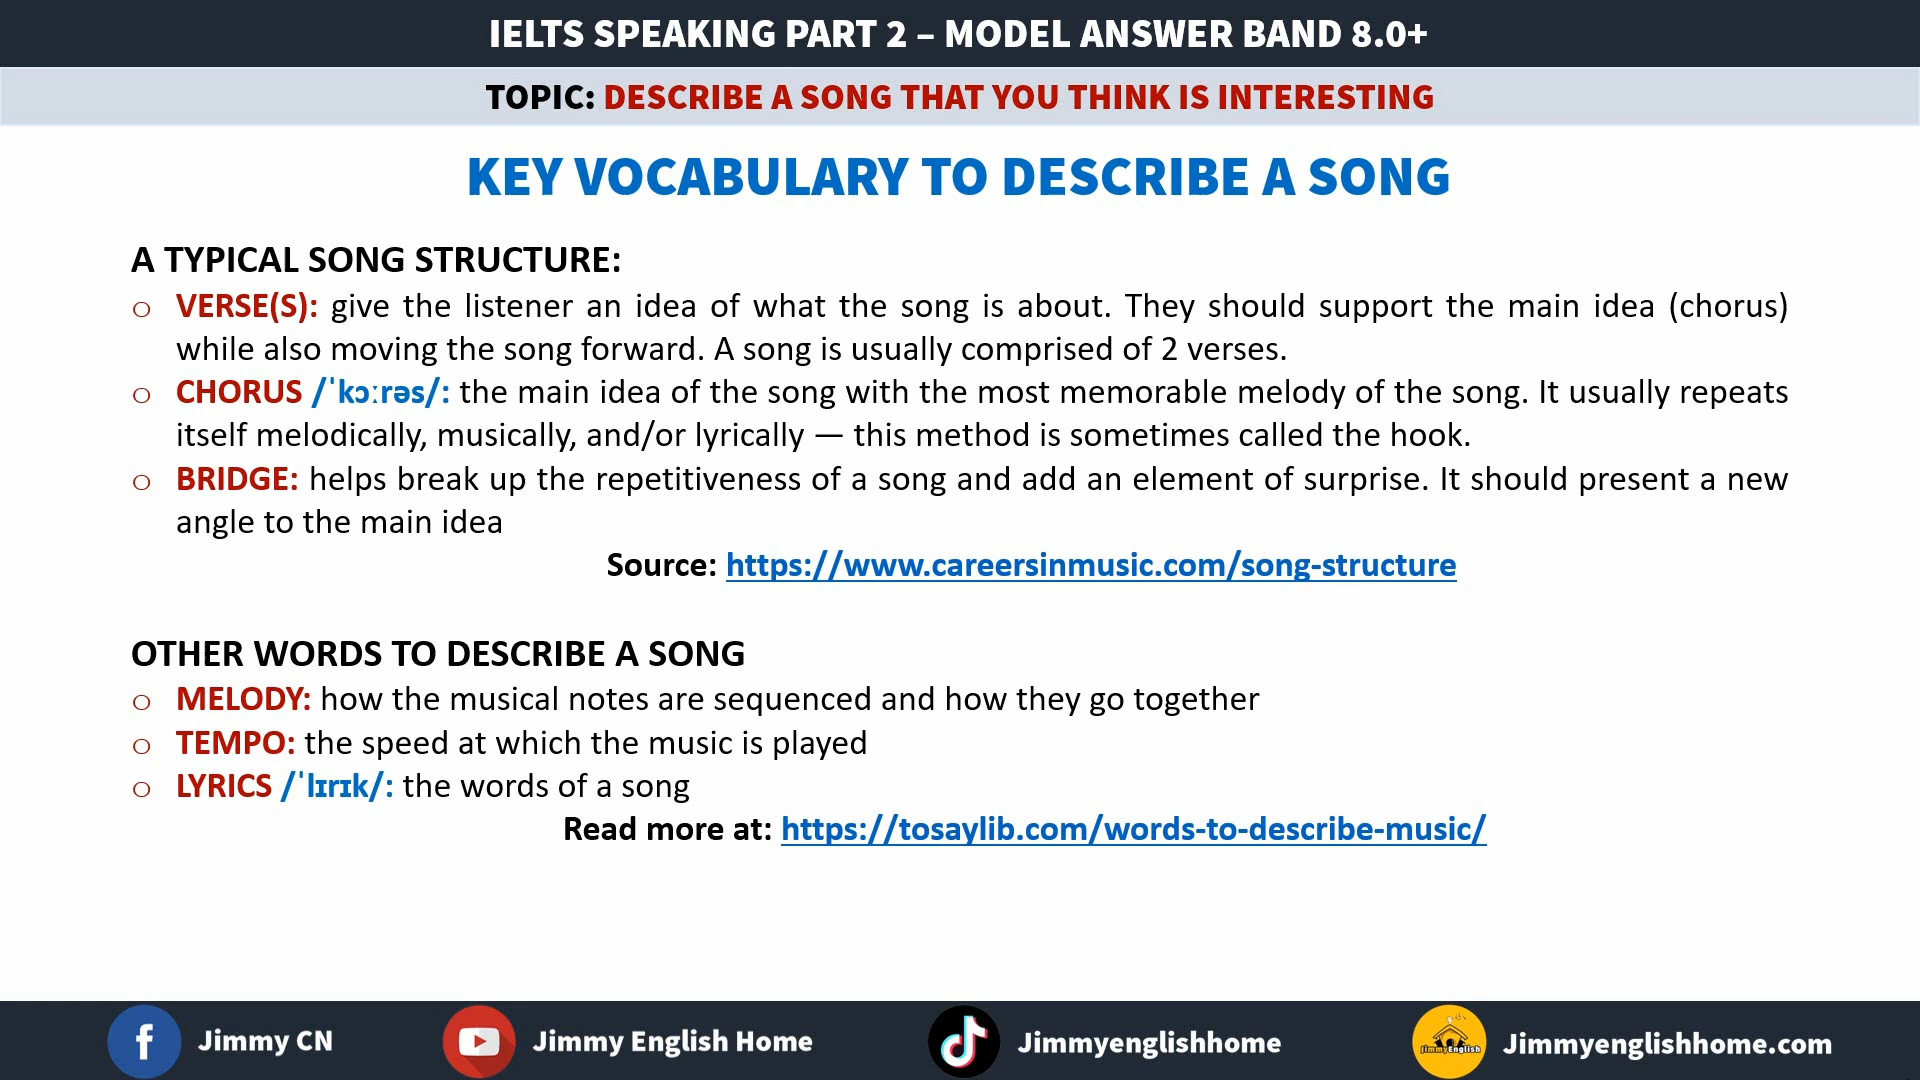 IELTS SPEAKING PART 2 – MODEL ANSWER BAND 8.0+
TOPIC: DESCRIBE A SONG THAT YOU THINK IS INTERESTING
KEY VOCABULARY TO DESCRIBE A SONG
A TYPICAL SONG STRUCTURE:
o VERSE(S): give the listener an idea of what the song is about. They should support the main idea (chorus)
while also moving the song forward. A song is usually comprised of 2 verses.
o CHORUS /ˈkɔːrəs/: the main idea of the song with the most memorable melody of the song. It usually repeats
itself melodically, musically, and/or lyrically — this method is sometimes called the hook.
o BRIDGE: helps break up the repetitiveness of a song and add an element of surprise. It should present a new
angle to the main idea
Source: https://www.careersinmusic.com/song-structure
OTHER WORDS TO DESCRIBE A SONG
o MELODY: how the musical notes are sequenced and how they go together
o TEMPO: the speed at which the music is played
o LYRICS /ˈlɪrɪk/: the words of a song
Read more at: https://tosaylib.com/words-to-describe-music/
Jimmy CN
Jimmy English Home
Jimmyenglishhome
JimmyEnglish
Jimmyenglishhome.com